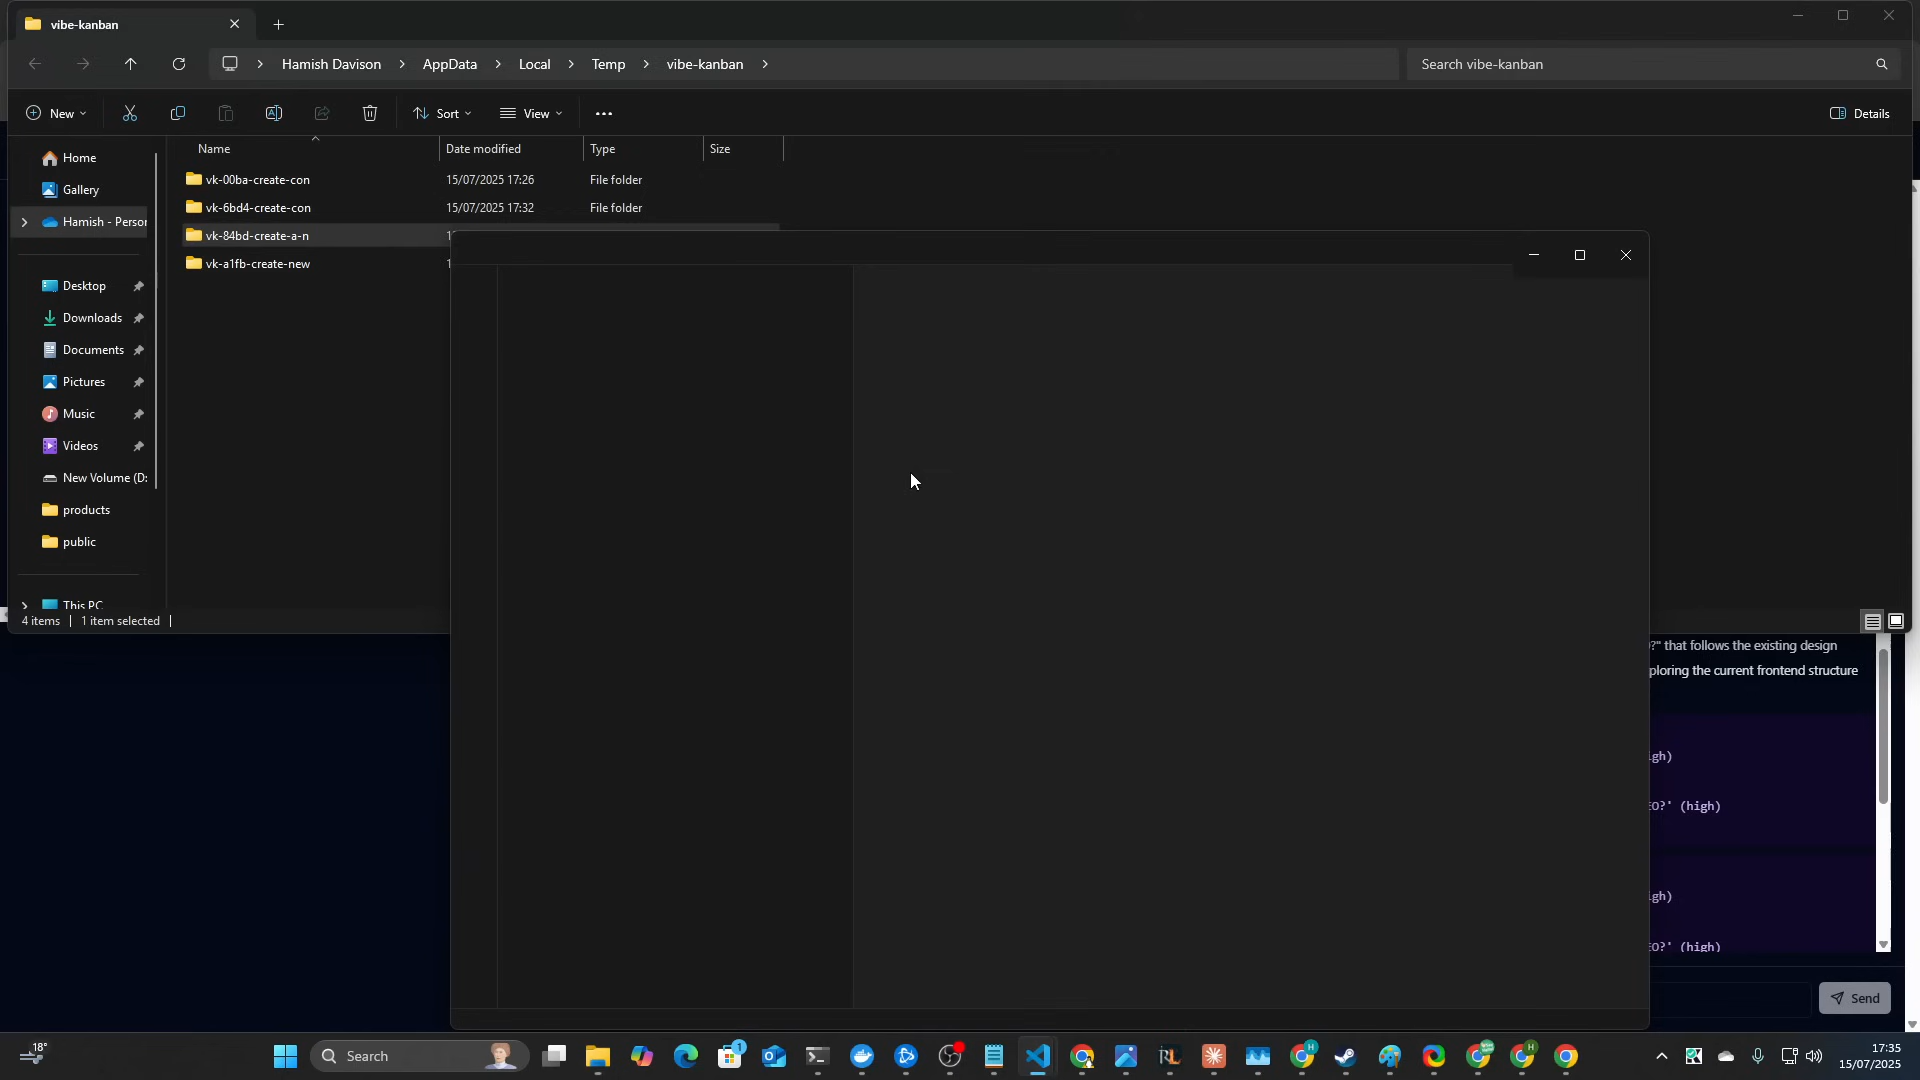 vibe-kanban
Hamish Davison > AppData > Local > Temp > vibe-kanban >
Search vibe-kanban
New
Sort
View
Details
Name
Date modified
Type
Size
Home
Gallery
Hamish - Person
Desktop
Downloads
Documents
Pictures
Music
Videos
New Volume (D:
products
public
This PC
vk-00ba-create-con 15/07/2025 17:26 File folder
vk-6bd4-create-con 15/07/2025 17:32 File folder
vk-84bd-create-a-n
vk-a1fb-create-new
4 items
1 item selected
?" that follows the existing design
ploring the current frontend structure
igh)
EO?' (high)
igh)
EO?' (high)
Send
18°
Search
17:35
15/07/2025